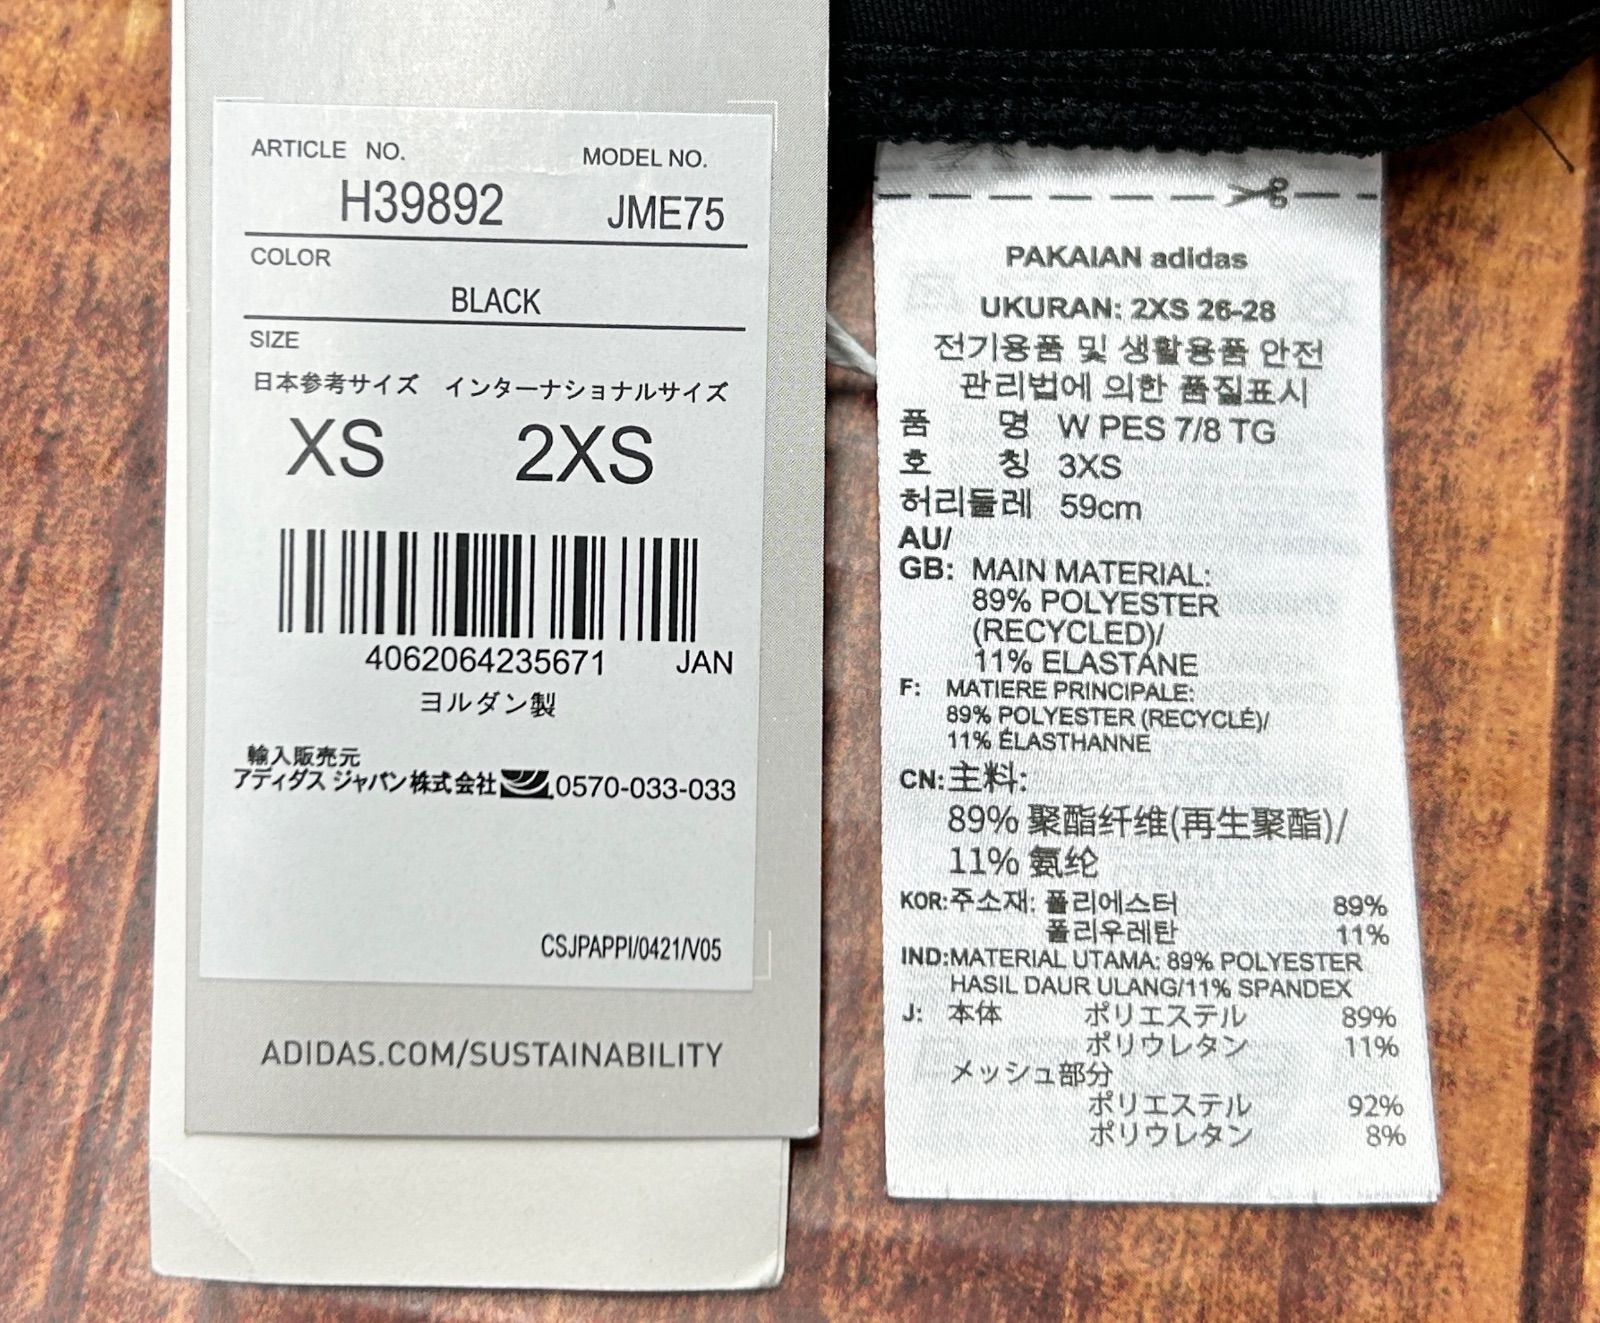 ARTICLE NO. MODEL NO.
H39892 JME75
COLOR
BLACK
SIZE
日本参考サイズ インターナショナルサイズ
XS 2XS
4062064235671 JAN
ヨルダン製
輸入販売元
アディダス ジャパン株式会社 0570-033-033
CSJPAPPI/0421/V05
ADIDAS.COM/SUSTAINABILITY
PAKAIAN adidas
UKURAN: 2XS 26-28
전기용품 및 생활용품 안전
관리법에 의한 품질표시
품 명 W PES 7/8 TG
호 칭 3XS
허리둘레 59cm
AU/
GB: MAIN MATERIAL:
89% POLYESTER
(RECYCLED)/
11% ELASTANE
F: MATIERE PRINCIPALE:
89% POLYESTER (RECYCLÉ)/
11% ÉLASTHANNE
CN: 主料:
89% 聚酯纤维(再生聚酯)/
11% 氨纶
KOR: 주소재: 폴리에스터 89%
폴리우레탄 11%
IND: MATERIAL UTAMA: 89% POLYESTER
HASIL DAUR ULANG/11% SPANDEX
J: 本体 ポリエステル 89%
ポリウレタン 11%
メッシュ部分
ポリエステル 92%
ポリウレタン 8%